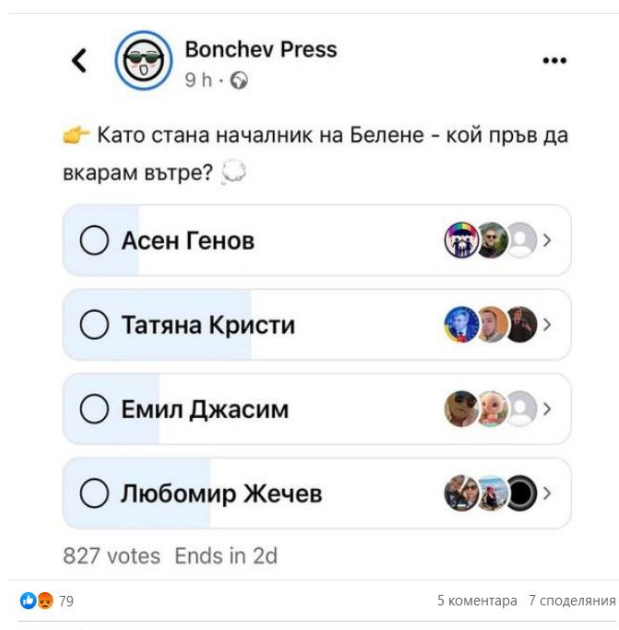 Bonchev Press
9 h ·
Като стана началник на Белене - кой пръв да
вкарам вътре?
Асен Генов
Татяна Кристи
Емил Джасим
Любомир Жечев
827 votes Ends in 2d
79
5 коментара 7 споделяния